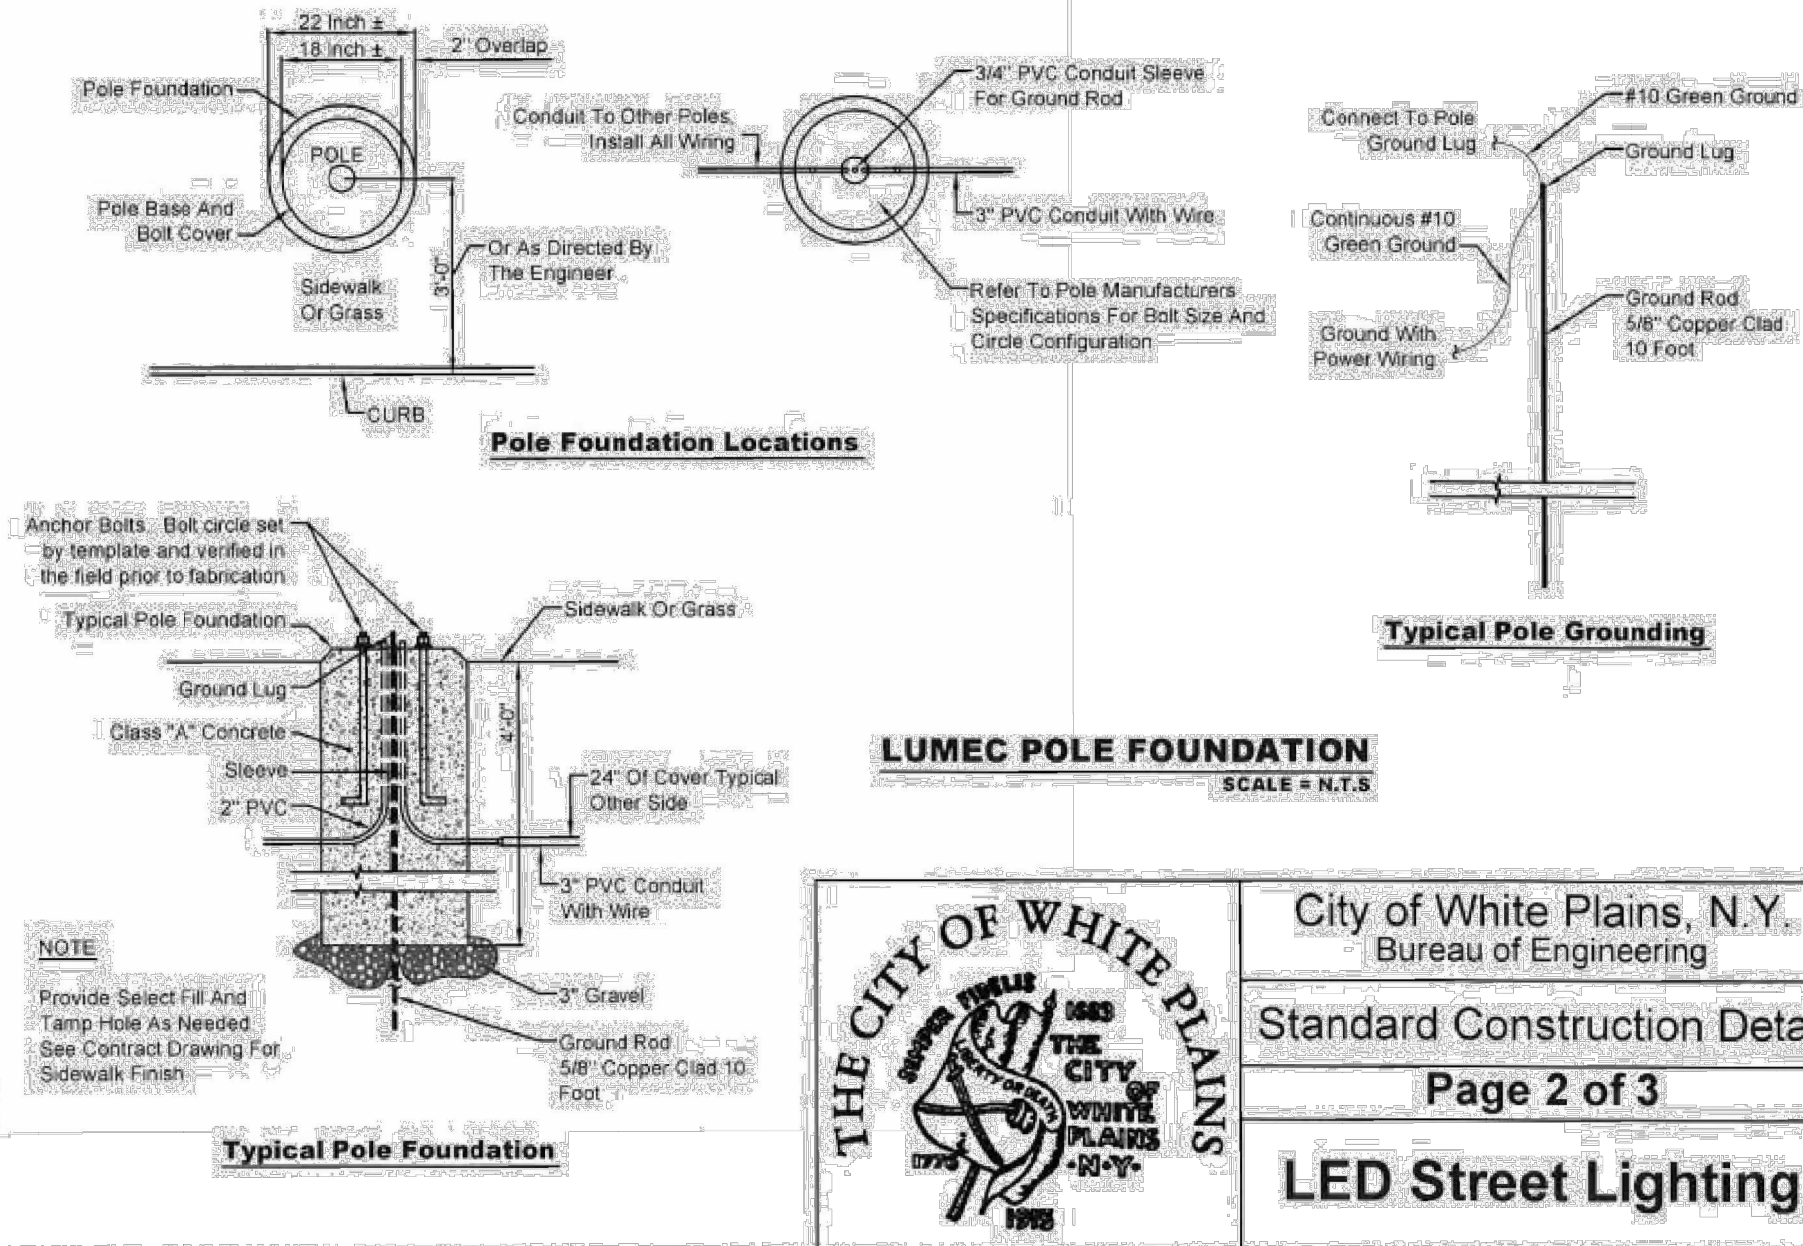 22 Inch ±
18 Inch ±
2" Overlap
Pole Foundation
POLE
Pole Base And
Bolt Cover
Sidewalk
Or Grass
3'-0"
Or As Directed By
The Engineer
CURB
Conduit To Other Poles,
Install All Wiring
3/4" PVC Conduit Sleeve
For Ground Rod
3" PVC Conduit With Wire
Refer To Pole Manufacturers
Specifications For Bolt Size And
Circle Configuration
Pole Foundation Locations
Connect To Pole
Ground Lug
#10 Green Ground
Ground Lug
Continuous #10
Green Ground
Ground With
Power Wiring
Ground Rod
5/8" Copper Clad
10 Foot
Typical Pole Grounding
Anchor Bolts. Bolt circle set
by template and verified in
the field prior to fabrication
Typical Pole Foundation
Sidewalk Or Grass
Ground Lug
Class "A" Concrete
Sleeve
2" PVC
4'-0"
24" Of Cover Typical
Other Side
3" PVC Conduit
With Wire
3" Gravel
Ground Rod
5/8" Copper Clad 10
Foot
NOTE
Provide Select Fill And
Tamp Hole As Needed
See Contract Drawing For
Sidewalk Finish
Typical Pole Foundation
LUMEC POLE FOUNDATION
SCALE = N.T.S
THE CITY OF WHITE PLAINS
SEMPER FIDELIS
1683
THE
CITY
OF
WHITE
PLAINS
·N·Y·
LIBERTY OR DEATH
1776
City of White Plains, N.Y.
Bureau of Engineering
Standard Construction Deta
Page 2 of 3
LED Street Lighting